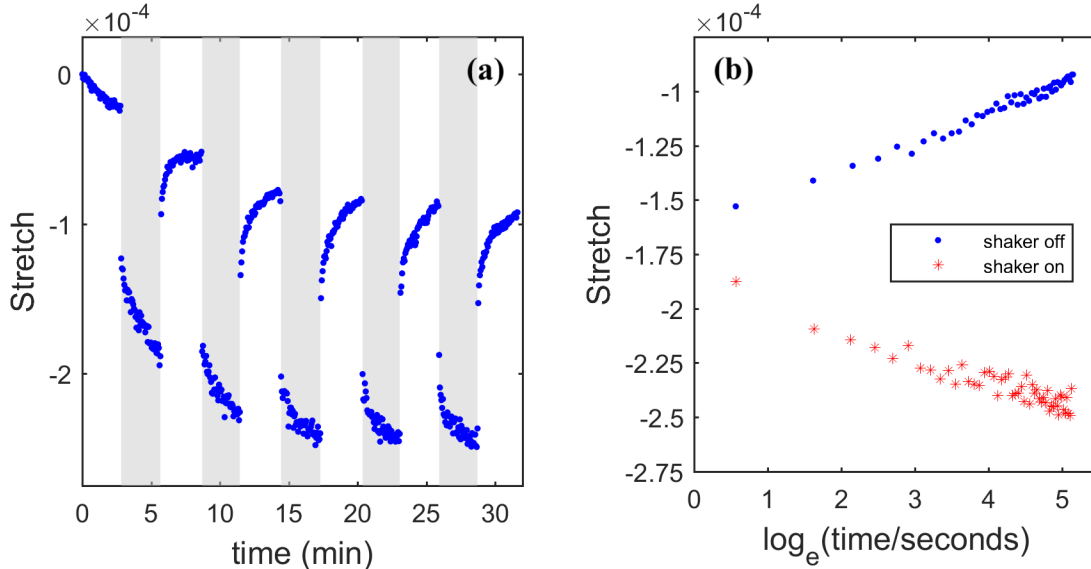 ×10⁻⁴
(a)
0
-1
-2
Stretch
0 5 10 15 20 25 30
time (min)
×10⁻⁴
(b)
-1
-1.25
-1.5
-1.75
-2
-2.25
-2.5
-2.75
Stretch
shaker off
shaker on
0 1 2 3 4 5
logₑ(time/seconds)